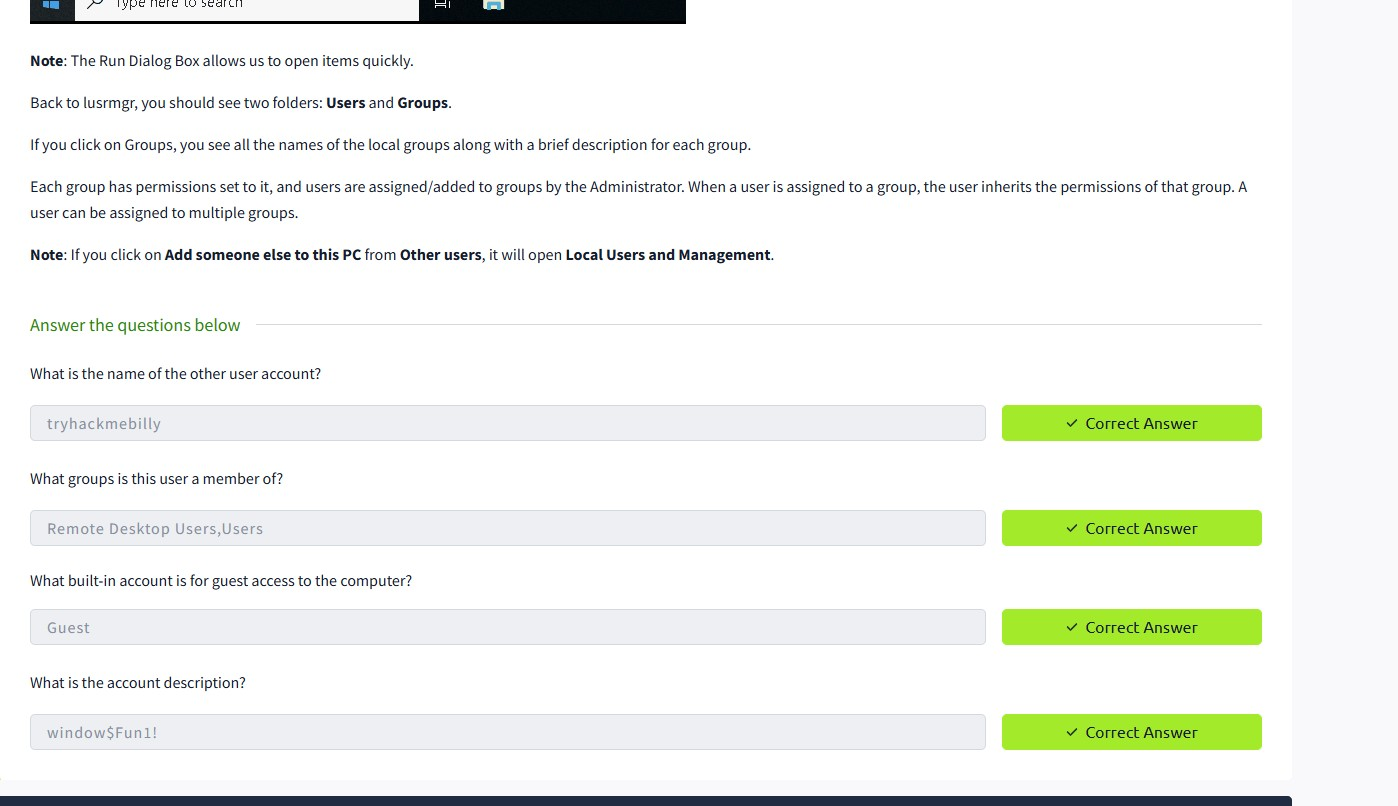 Type here to search
Note: The Run Dialog Box allows us to open items quickly.
Back to lusrmgr, you should see two folders: Users and Groups.
If you click on Groups, you see all the names of the local groups along with a brief description for each group.
Each group has permissions set to it, and users are assigned/added to groups by the Administrator. When a user is assigned to a group, the user inherits the permissions of that group. A
user can be assigned to multiple groups.
Note: If you click on Add someone else to this PC from Other users, it will open Local Users and Management.
Answer the questions below
What is the name of the other user account?
tryhackmebilly
Correct Answer
What groups is this user a member of?
Remote Desktop Users,Users
Correct Answer
What built-in account is for guest access to the computer?
Guest
Correct Answer
What is the account description?
window$Fun1!
Correct Answer